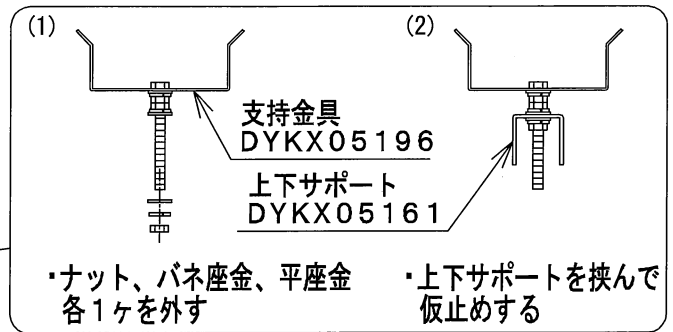 (1)
(2)
支持金具
DYKX05196
上下サポート
DYKX05161
・ナット、バネ座金、平座金
各1ヶを外す
・上下サポートを挟んで
仮止めする